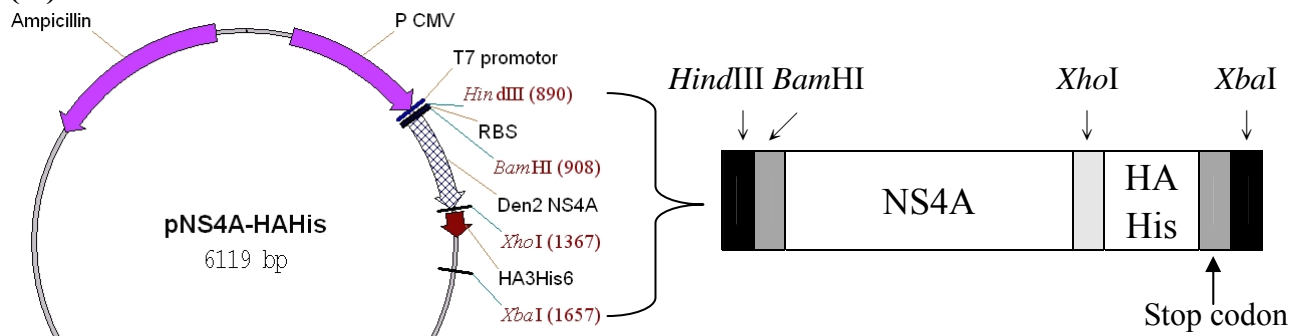 Ampicillin
P CMV
T7 promotor
HindIII (890)
RBS
BamHI (908)
Den2 NS4A
XhoI (1367)
HA3His6
XbaI (1657)
pNS4A-HAHis
6119 bp
HindIII BamHI
XhoI
XbaI
NS4A
HA
His
Stop codon